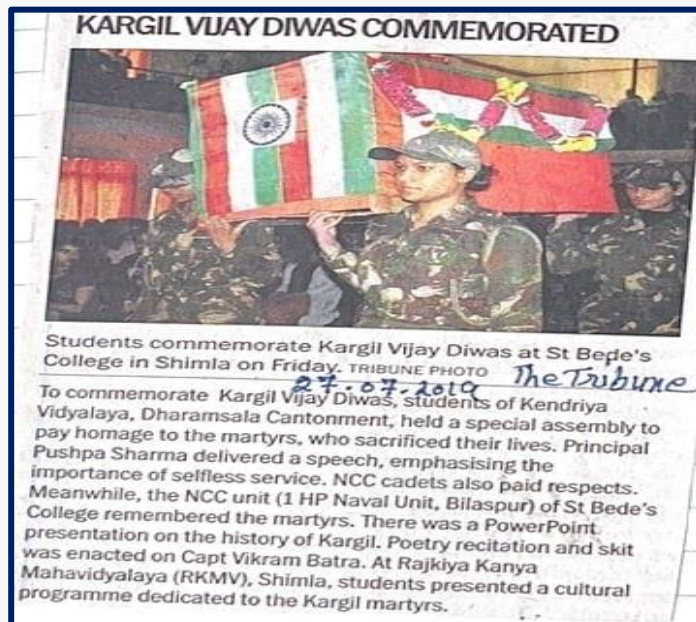 KARGIL VIJAY DIWAS COMMEMORATED
Students commemorate Kargil Vijay Diwas at St Bede's
College in Shimla on Friday. TRIBUNE PHOTO The Tribune
27.07.2019
To commemorate Kargil Vijay Diwas, students of Kendriya
Vidyalaya, Dharamsala Cantonment, held a special assembly to
pay homage to the martyrs, who sacrificed their lives. Principal
Pushpa Sharma delivered a speech, emphasising the
importance of selfless service. NCC cadets also paid respects.
Meanwhile, the NCC unit (1 HP Naval Unit, Bilaspur) of St Bede's
College remembered the martyrs. There was a PowerPoint
presentation on the history of Kargil. Poetry recitation and skit
was enacted on Capt Vikram Batra. At Rajkiya Kanya
Mahavidyalaya (RKMV), Shimla, students presented a cultural
programme dedicated to the Kargil martyrs.